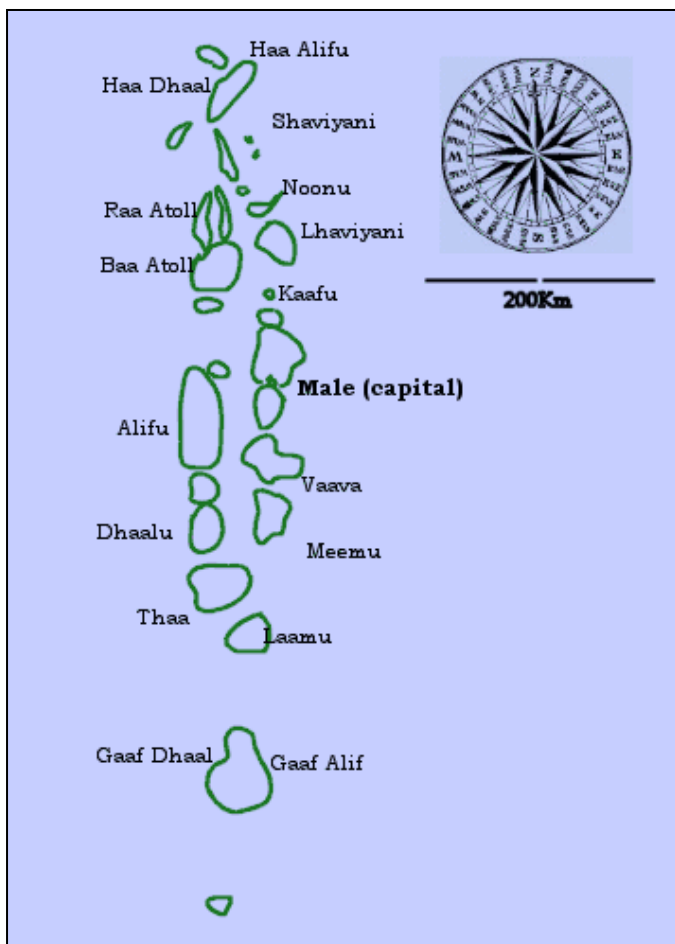 Haa Alifu
Haa Dhaal
Shaviyani
Noonu
Raa Atoll
Lhaviyani
Baa Atoll
Kaafu
200Km
Male (capital)
Alifu
Vaava
Dhaalu
Meemu
Thaa
Laamu
Gaaf Dhaal
Gaaf Alif